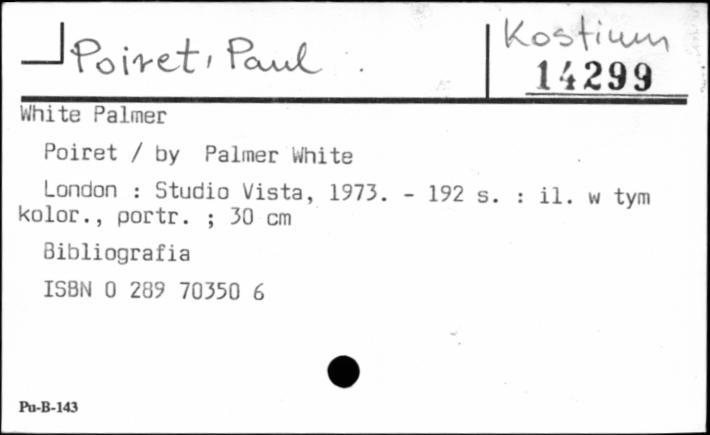 Poiret, Paul
Kostium
14299
White Palmer
Poiret / by Palmer White
London : Studio Vista, 1973. - 192 s. : il. w tym
kolor., portr. ; 30 cm
Bibliografia
ISBN 0 289 70350 6
Pu-B-143